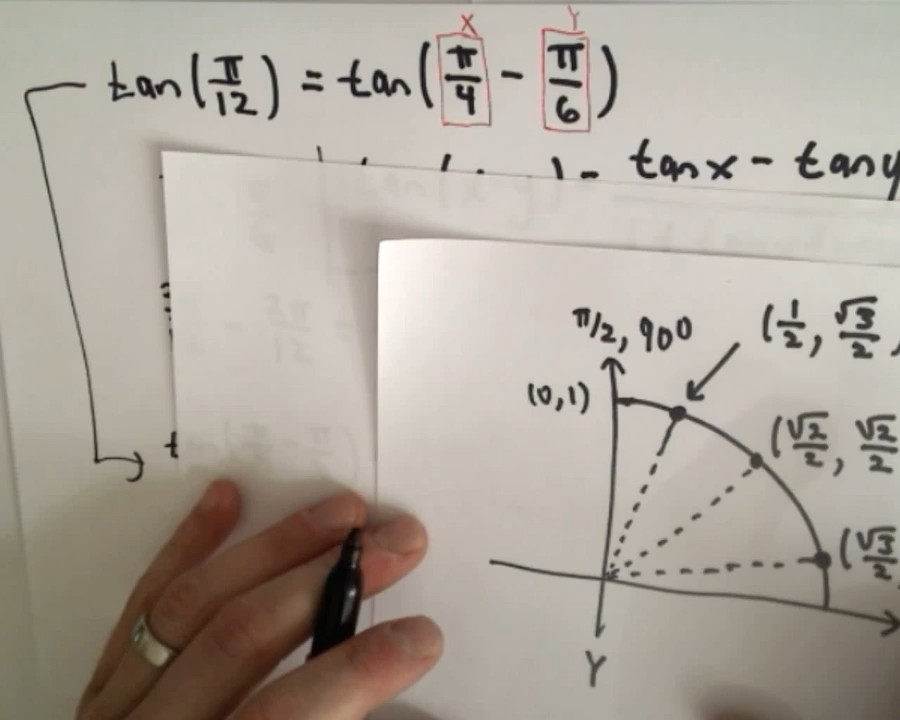 X Y
tan(π/12) = tan(π/4 - π/6)
tanx - tany
π/2, 90°
(1/2, √3/2,
(0,1)
(√2/2, √2/2
(√3/2
Y